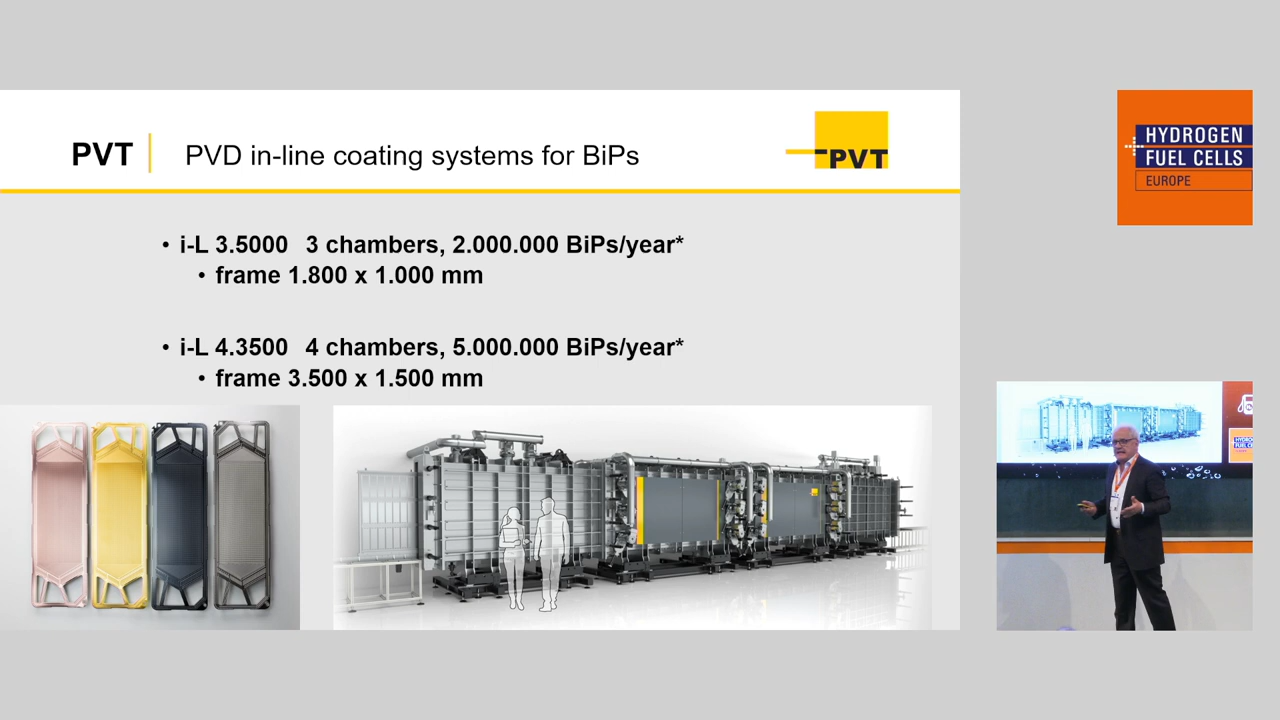 PVT
PVD in-line coating systems for BiPs
PVT
• i-L 3.5000 3 chambers, 2.000.000 BiPs/year*
• frame 1.800 x 1.000 mm
• i-L 4.3500 4 chambers, 5.000.000 BiPs/year*
• frame 3.500 x 1.500 mm
HYDROGEN
FUEL CELLS
EUROPE